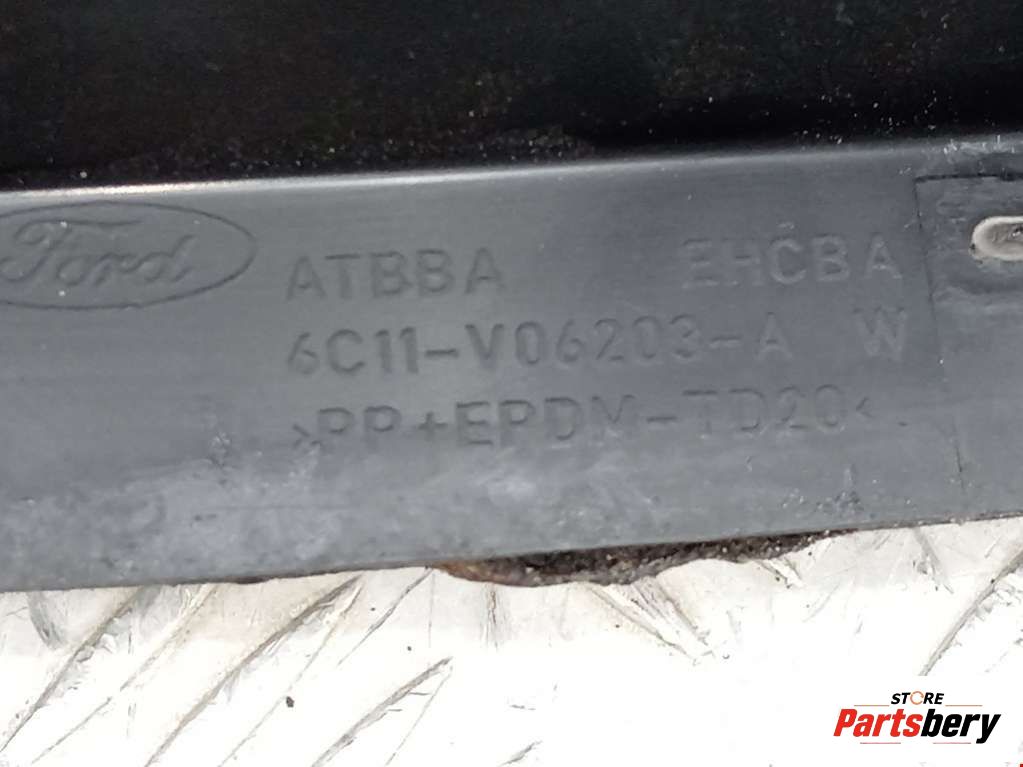 Ford
ATBBA EHCBA
6C11-V06203-A W
>PP+EPDM-TD20<
STORE
Partsbery